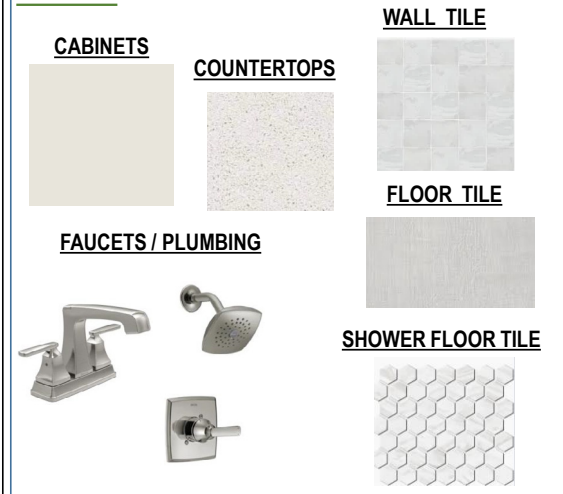 WALL TILE
CABINETS
COUNTERTOPS
FLOOR TILE
FAUCETS / PLUMBING
SHOWER FLOOR TILE